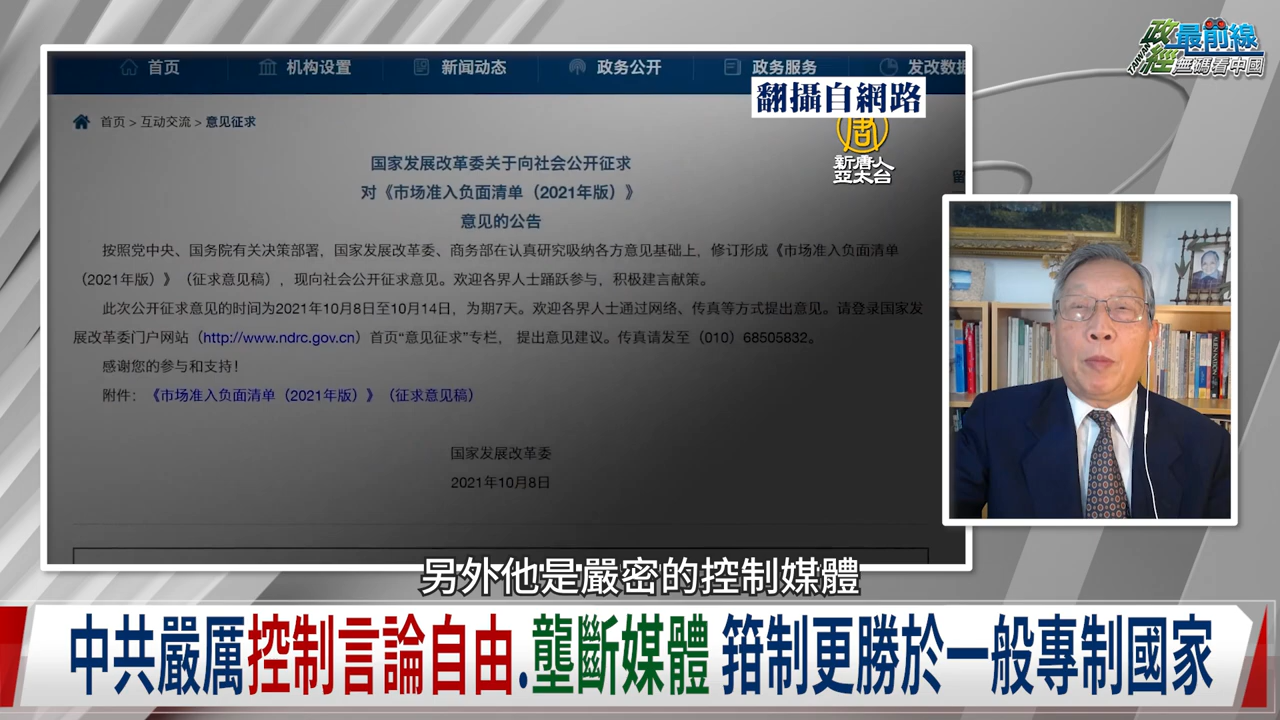 政經最前線
無碼看中國
首页
机构设置
新闻动态
政务公开
政务服务
发改数据
翻攝自網路
首页 > 互动交流 > 意见征求
唐
新唐人
亞太台
国家发展改革委关于向社会公开征求
对《市场准入负面清单（2021年版）》
意见的公告
按照党中央、国务院有关决策部署，国家发展改革委、商务部在认真研究吸纳各方意见基础上，修订形成《市场准入负面清单
（2021年版）》（征求意见稿），现向社会公开征求意见。欢迎各界人士踊跃参与，积极建言献策。
此次公开征求意见的时间为2021年10月8日至10月14日，为期7天。欢迎各界人士通过网络、传真等方式提出意见。请登录国家发
展改革委门户网站（http://www.ndrc.gov.cn）首页“意见征求”专栏， 提出意见建议。传真请发至（010）68505832。
感谢您的参与和支持！
附件： 《市场准入负面清单（2021年版）》（征求意见稿）
国家发展改革委
2021年10月8日
另外他是嚴密的控制媒體
中共嚴厲控制言論自由.壟斷媒體 箝制更勝於一般專制國家